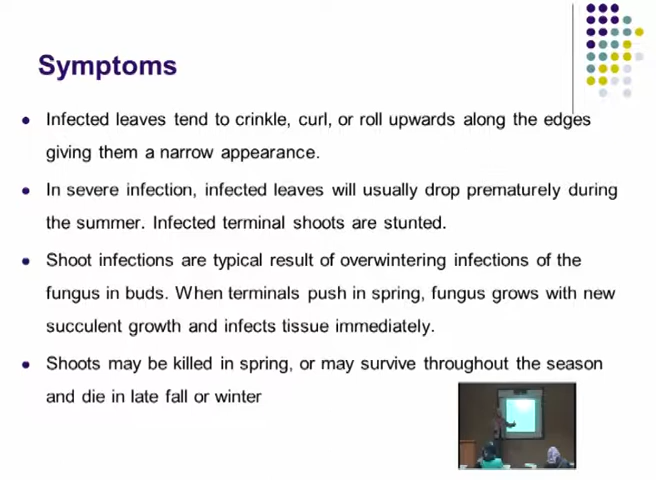 Symptoms
Infected leaves tend to crinkle, curl, or roll upwards along the edges
giving them a narrow appearance.
In severe infection, infected leaves will usually drop prematurely during
the summer. Infected terminal shoots are stunted.
Shoot infections are typical result of overwintering infections of the
fungus in buds. When terminals push in spring, fungus grows with new
succulent growth and infects tissue immediately.
Shoots may be killed in spring, or may survive throughout the season
and die in late fall or winter